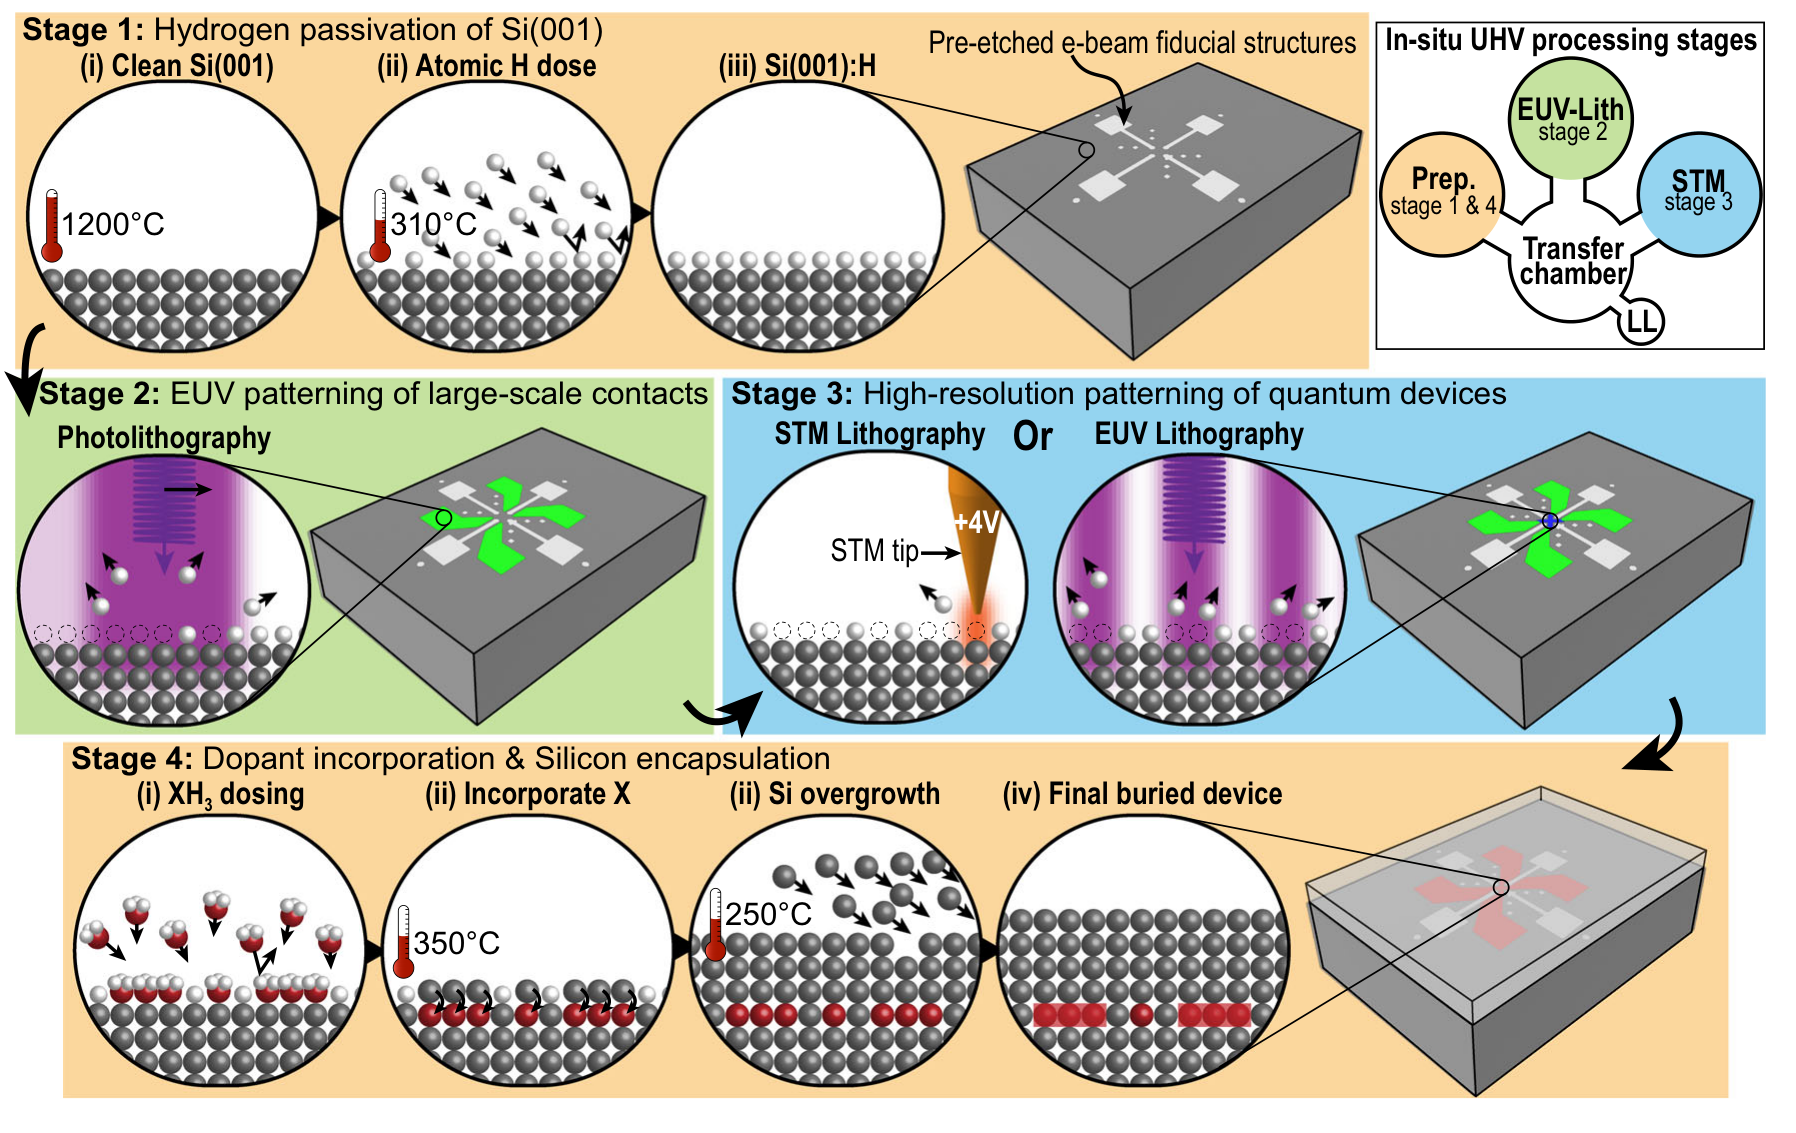 Stage 1: Hydrogen passivation of Si(001)
(i) Clean Si(001)
(ii) Atomic H dose
(iii) Si(001):H
Pre-etched e-beam fiducial structures
1200°C
310°C
In-situ UHV processing stages
EUV-Lith
stage 2
Prep.
stage 1 & 4
STM
stage 3
Transfer
chamber
LL
Stage 2: EUV patterning of large-scale contacts
Photolithography
Stage 3: High-resolution patterning of quantum devices
STM Lithography
Or
EUV Lithography
+4V
STM tip
Stage 4: Dopant incorporation & Silicon encapsulation
(i) XH₃ dosing
(ii) Incorporate X
(ii) Si overgrowth
(iv) Final buried device
350°C
250°C